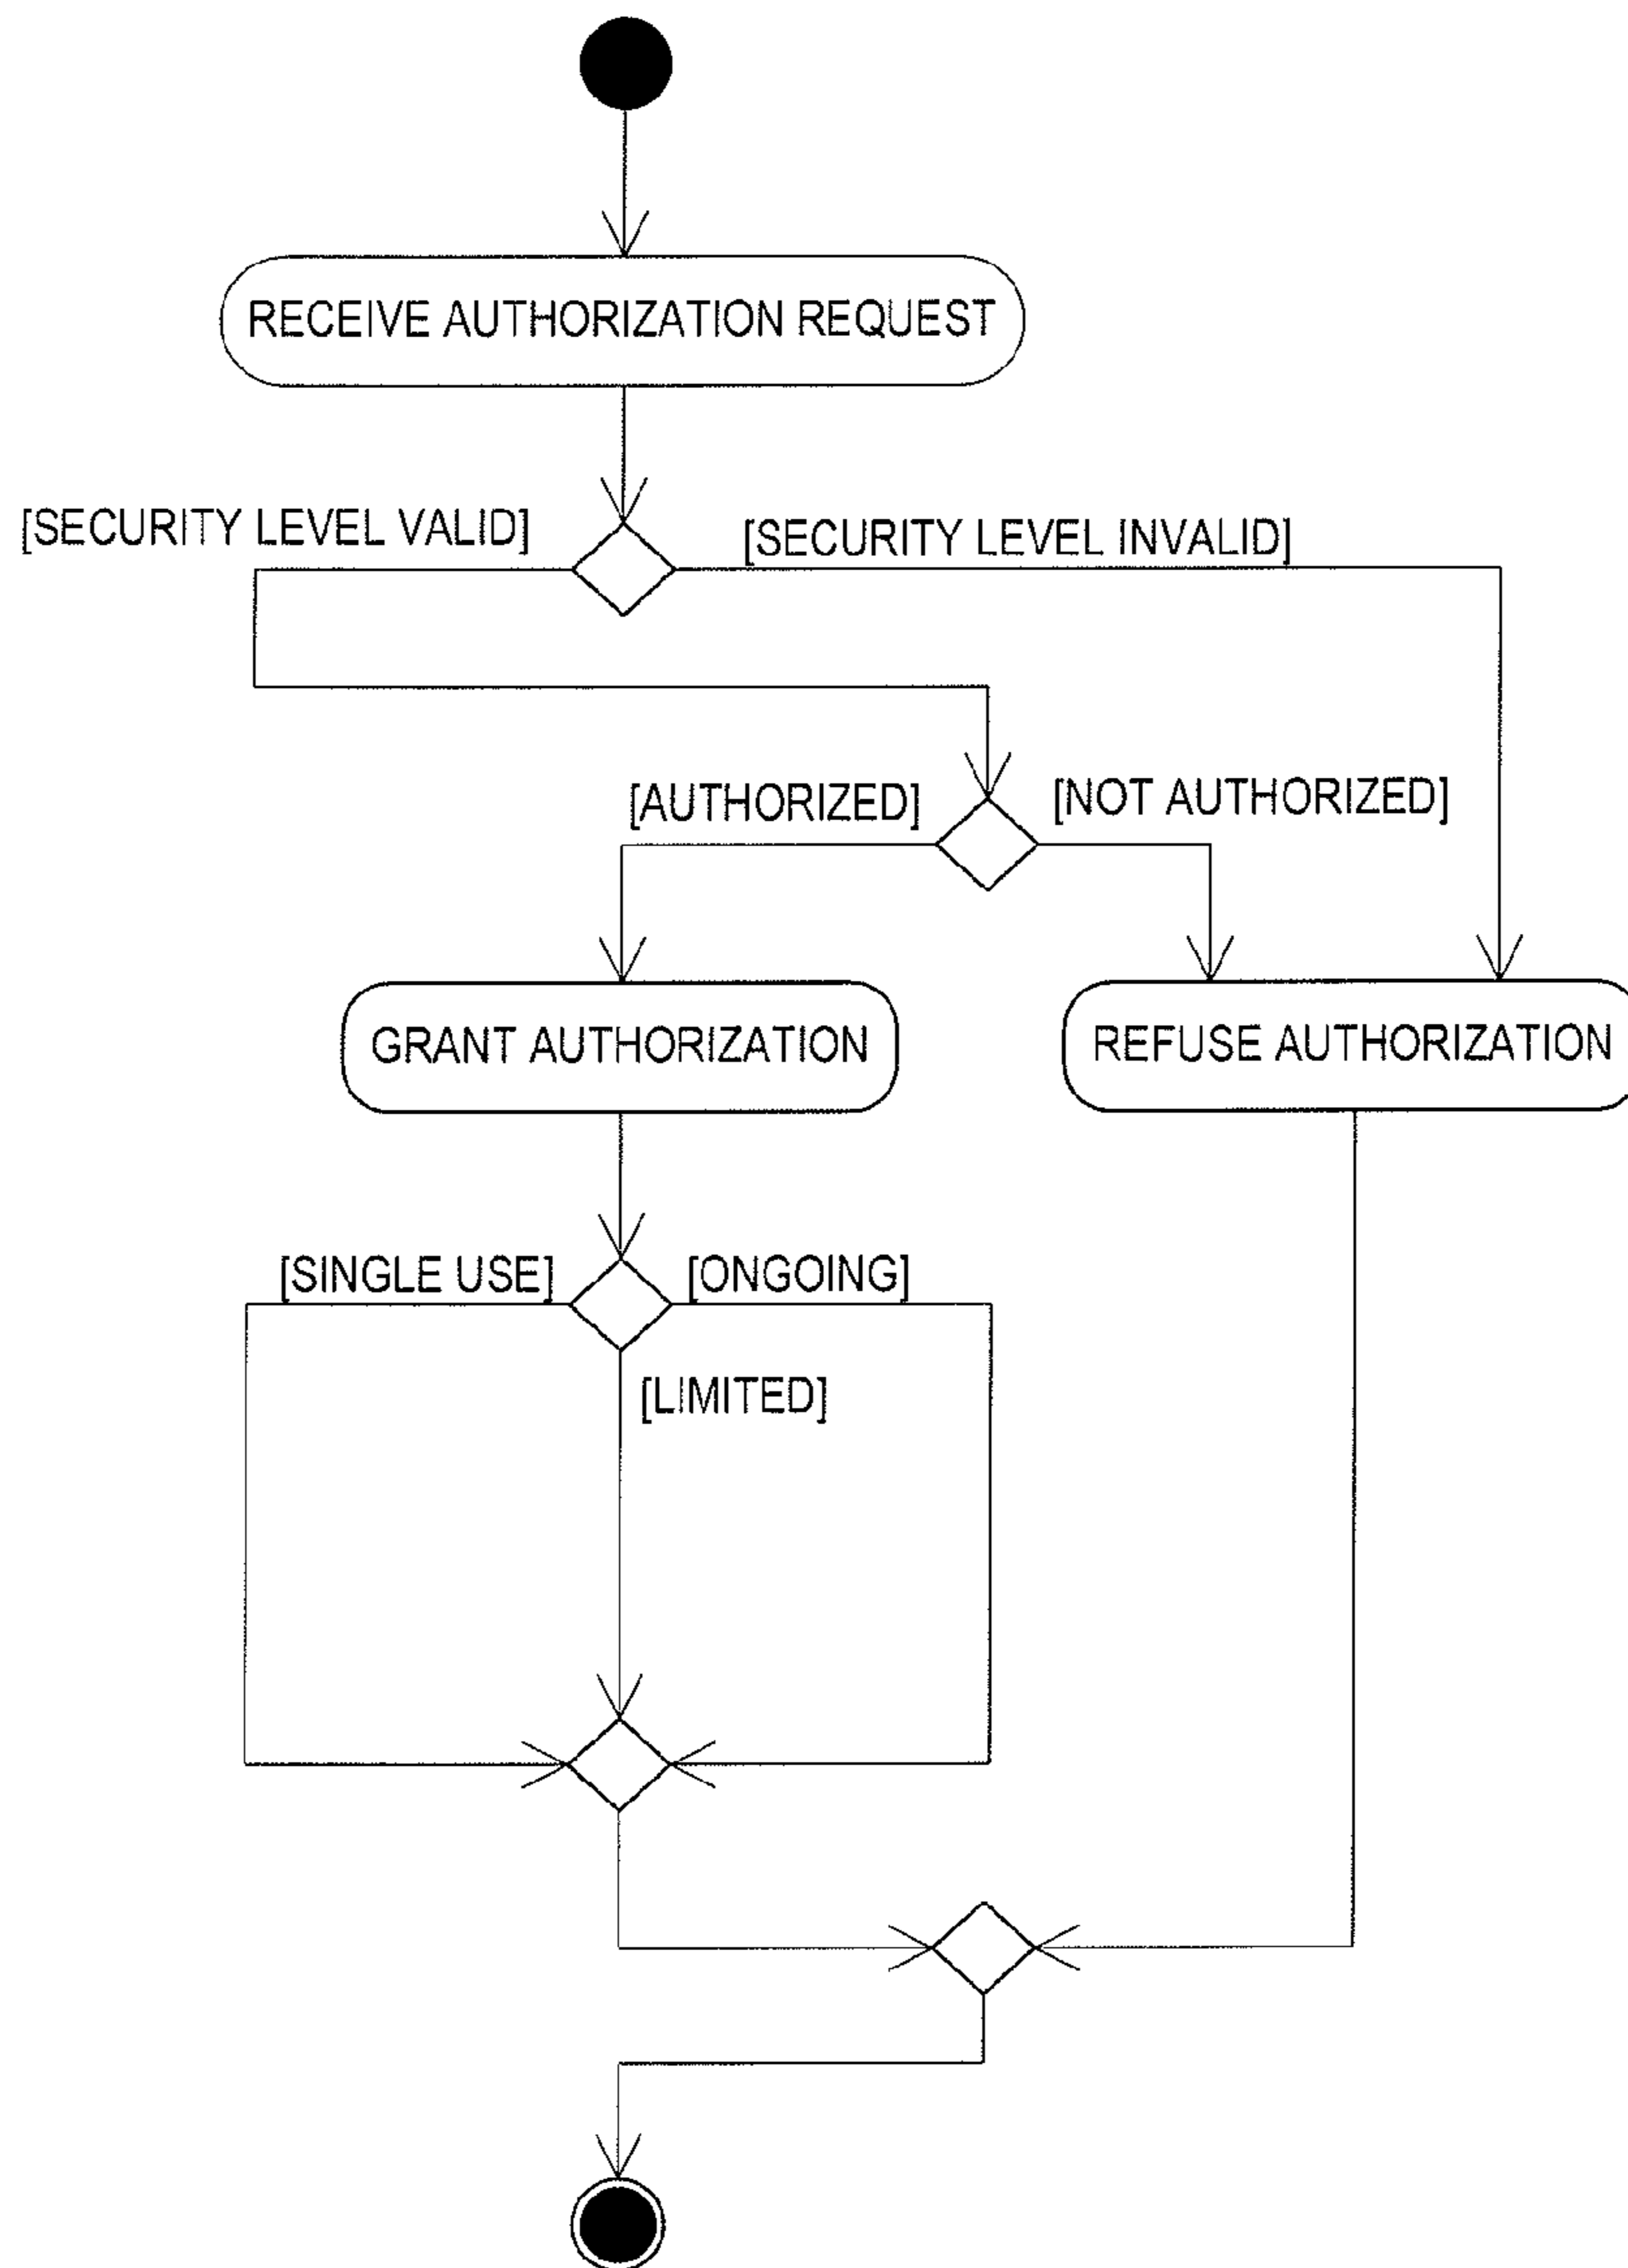 RECEIVE AUTHORIZATION REQUEST
[SECURITY LEVEL VALID]
[SECURITY LEVEL INVALID]
[AUTHORIZED]
[NOT AUTHORIZED]
GRANT AUTHORIZATION
REFUSE AUTHORIZATION
[SINGLE USE]
[ONGOING]
[LIMITED]